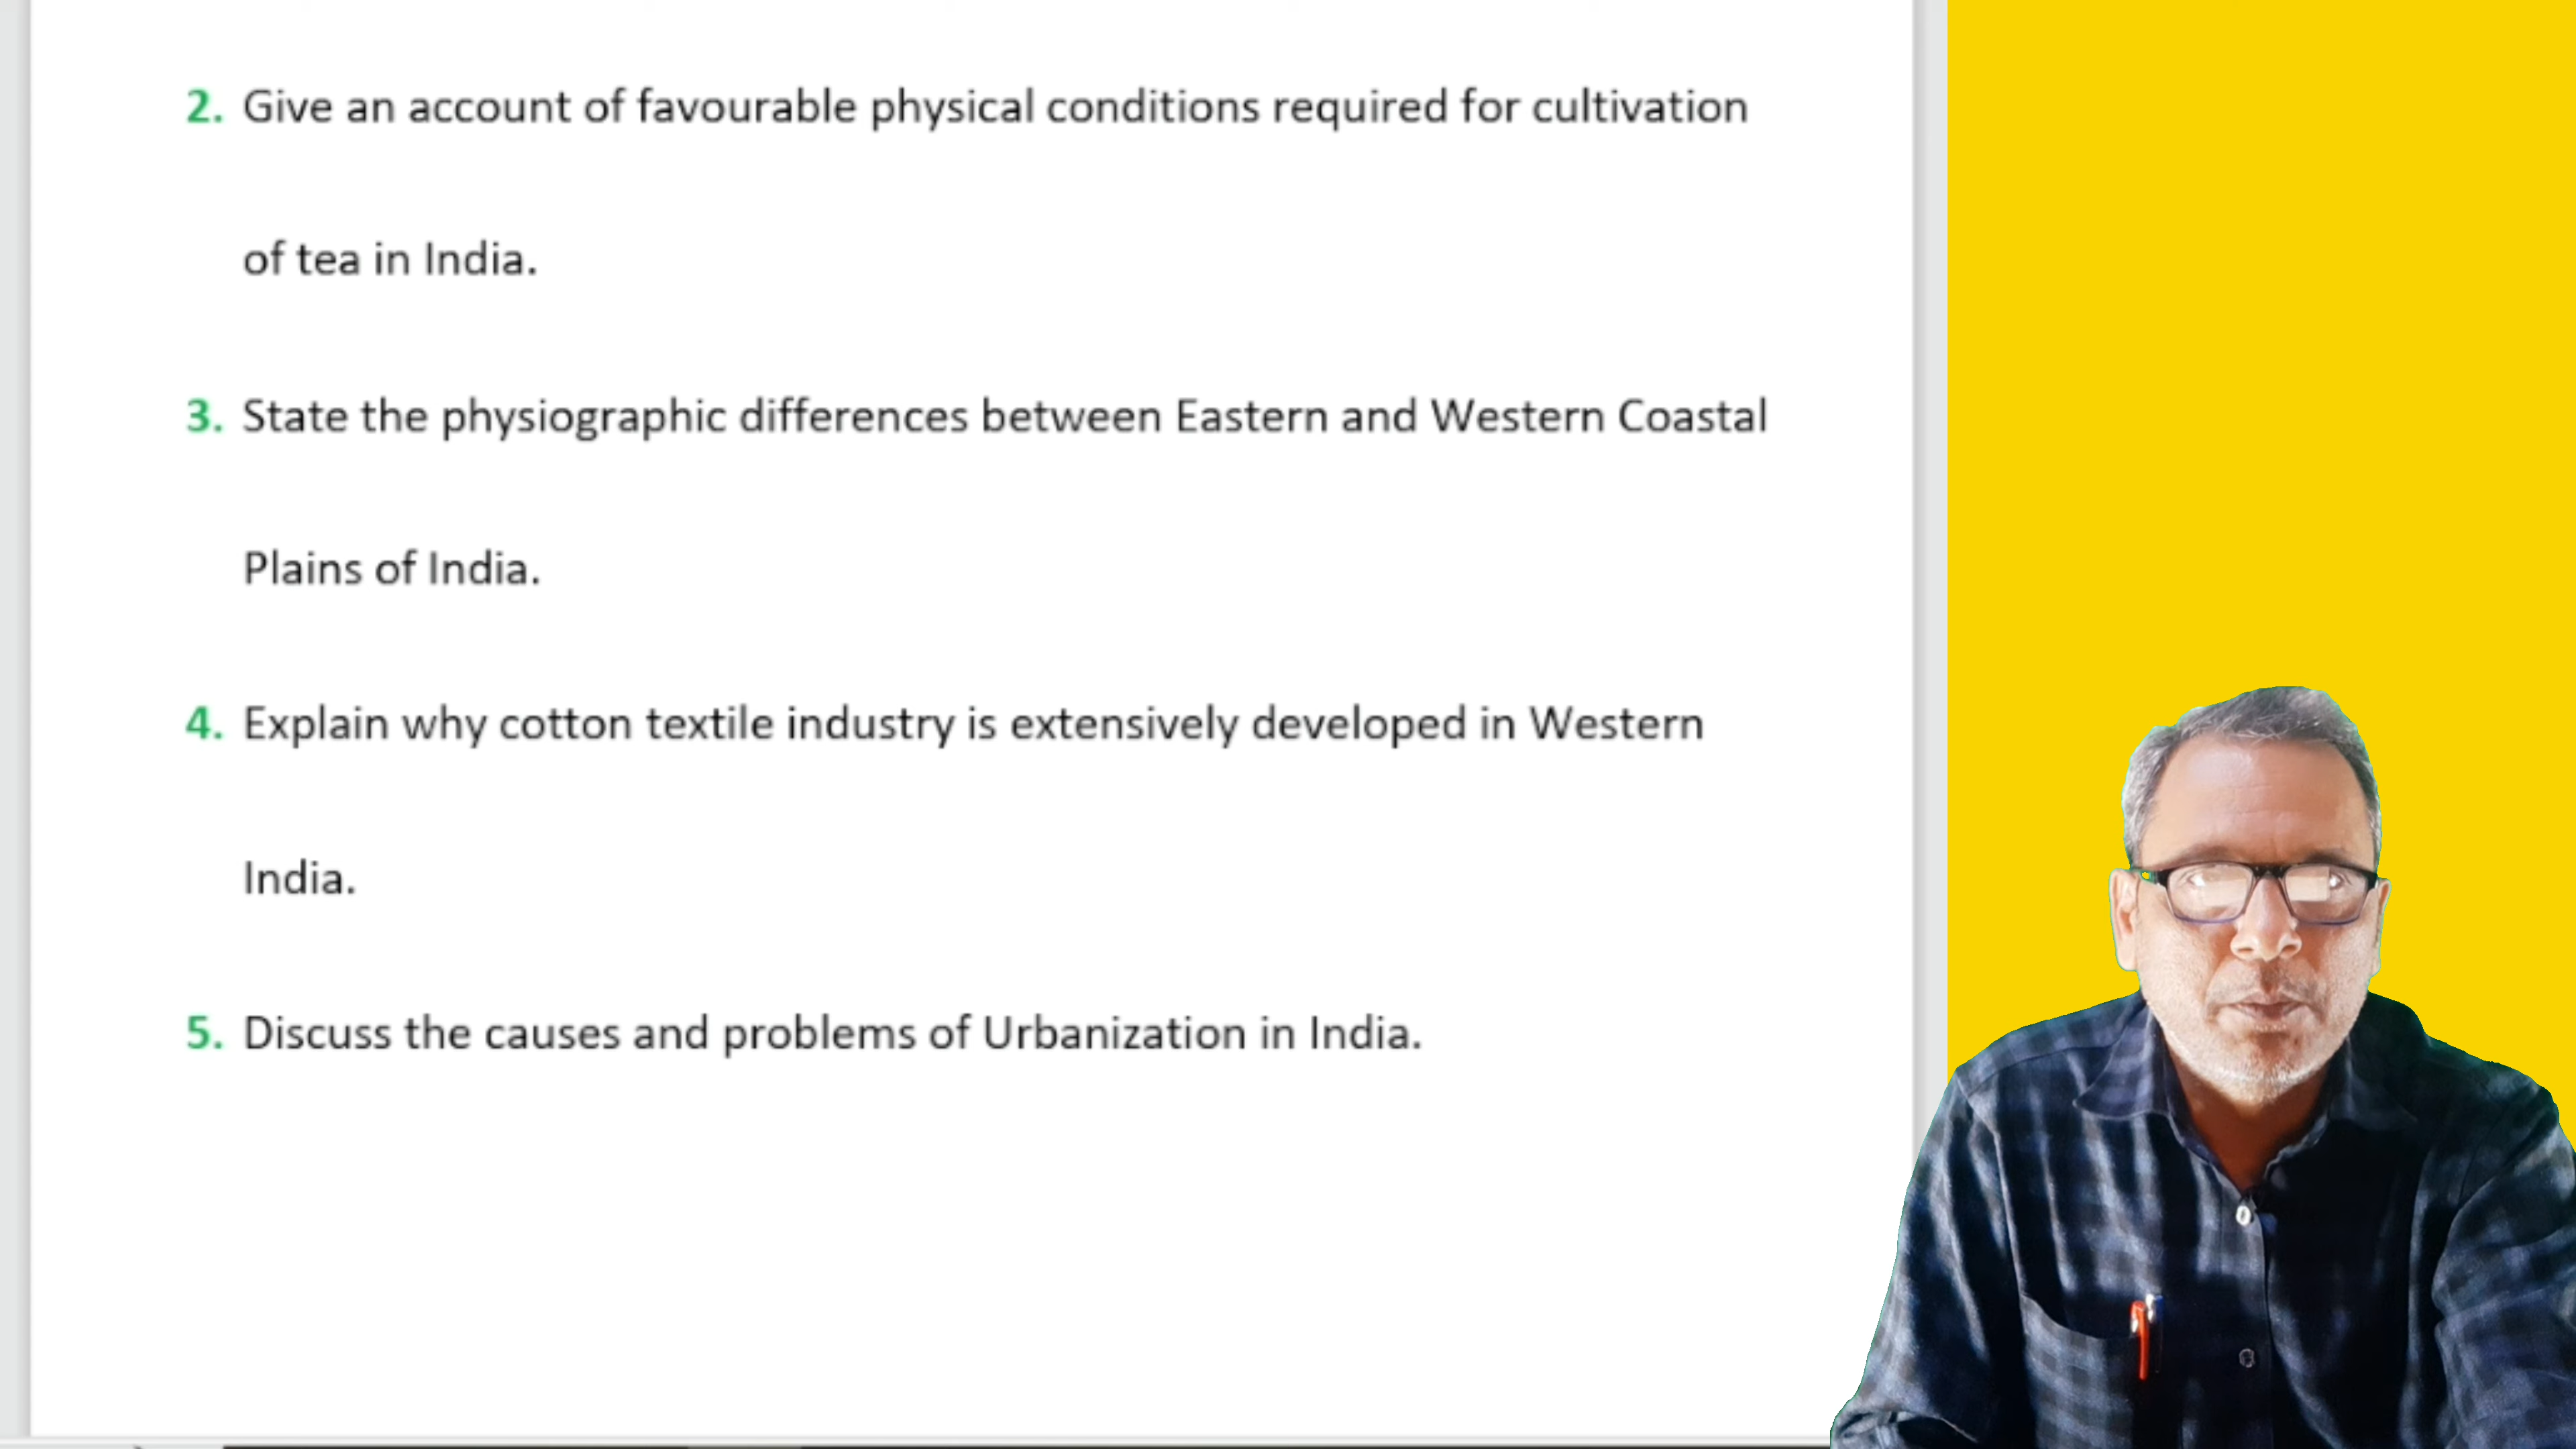 2. Give an account of favourable physical conditions required for cultivation
of tea in India.
3. State the physiographic differences between Eastern and Western Coastal
Plains of India.
4. Explain why cotton textile industry is extensively developed in Western
India.
5. Discuss the causes and problems of Urbanization in India.